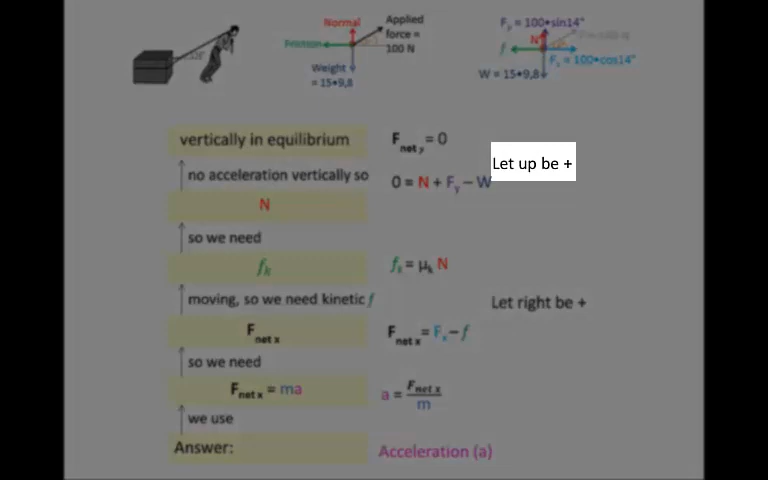 Normal
Applied
force =
100 N
Friction
Weight
= 15•9,8
Fy = 100•sin14°
N
f
Fx = 100•cos14°
W = 15•9,8
vertically in equilibrium
Fnet y = 0
Let up be +
no acceleration vertically so
0 = N + Fy − W
N
so we need
fk
fk = μk N
moving, so we need kinetic f
Let right be +
Fnet x
Fnet x = Fx − f
so we need
Fnet x = ma
a = Fnet x / m
we use
Answer:
Acceleration (a)